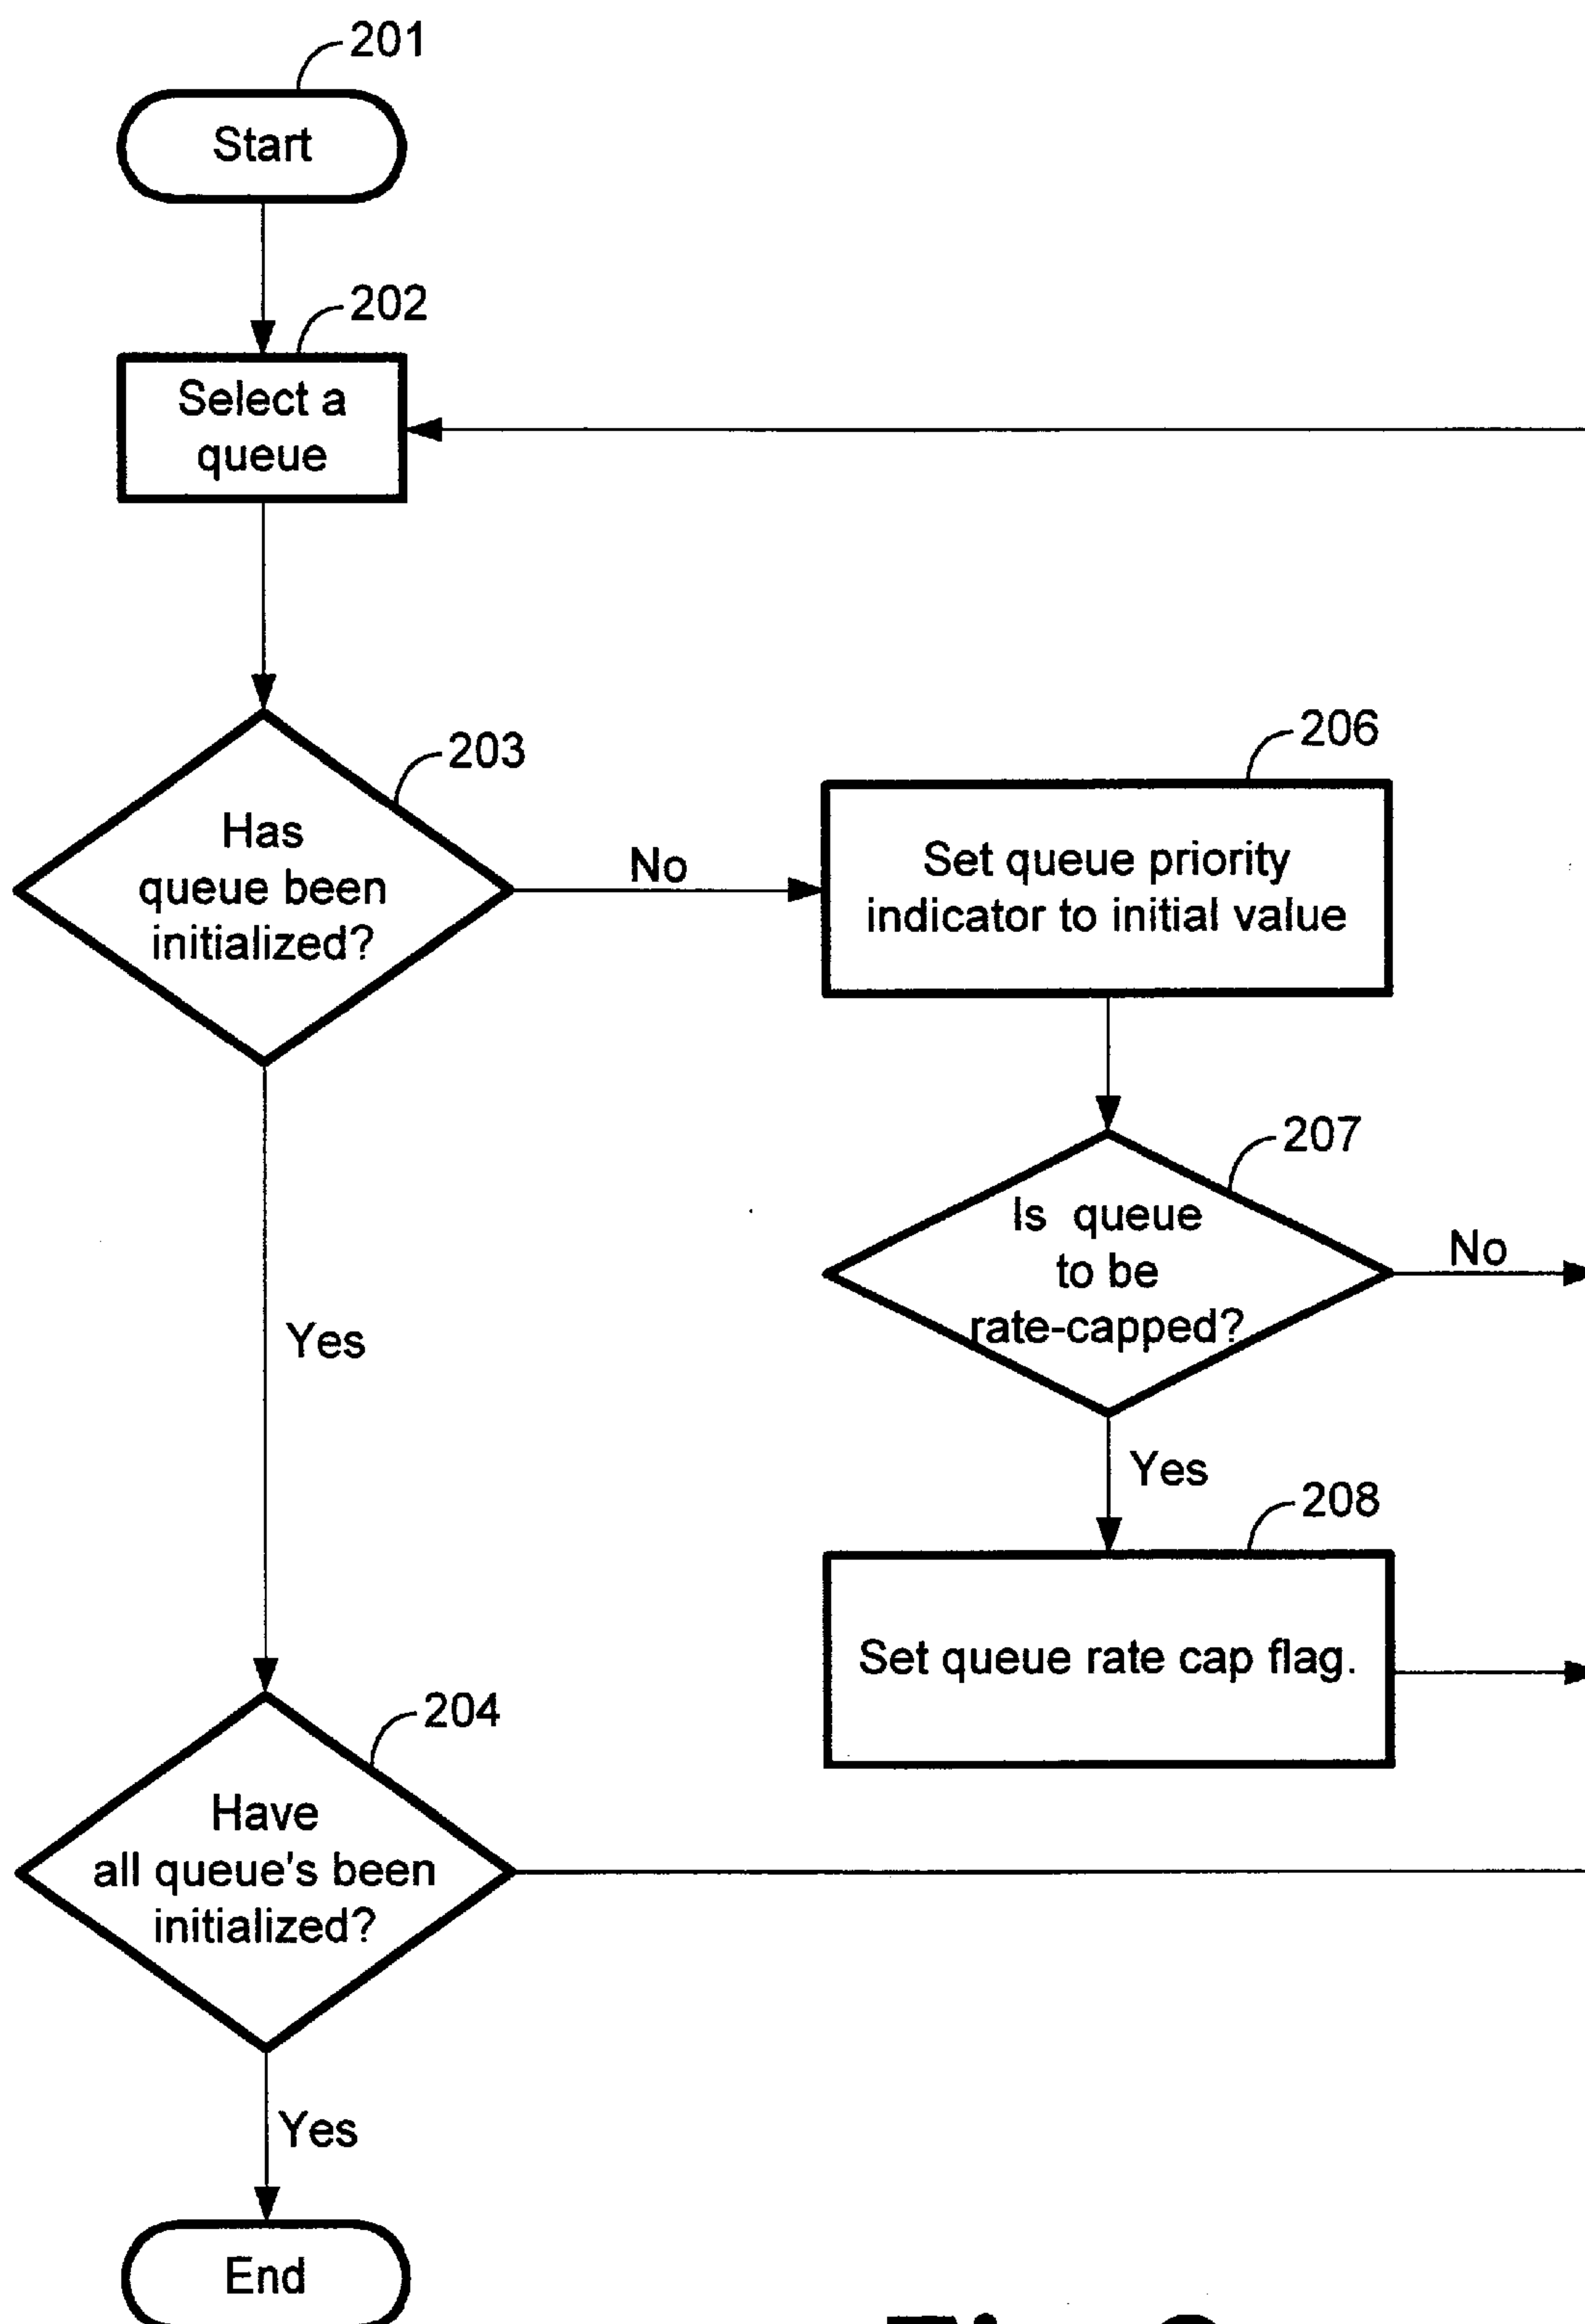 201
Start
202
Select a
queue
203
Has
queue been
initialized?
No
206
Set queue priority
indicator to initial value
207
Is queue
to be
rate-capped?
No
Yes
Yes
208
Set queue rate cap flag.
204
Have
all queue's been
initialized?
Yes
End